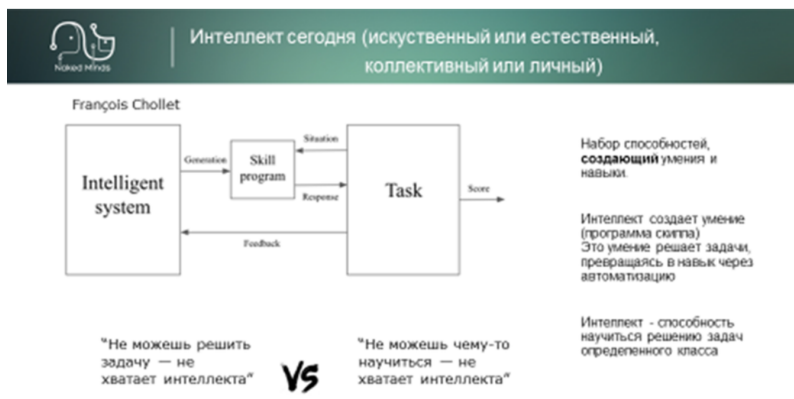 Naked Minds
Интеллект сегодня (искуственный или естественный,
коллективный или личный)
François Chollet
Intelligent
system
Generation
Skill
program
Situation
Response
Task
Score
Feedback
Набор способностей,
создающий умения и
навыки.
Интеллект создает умение
(программа скилла)
Это умение решает задачи,
превращаясь в навык через
автоматизацию
Интеллект - способность
научиться решению задач
определенного класса
“Не можешь решить
задачу — не
хватает интеллекта”
VS
“Не можешь чему-то
научиться — не
хватает интеллекта”